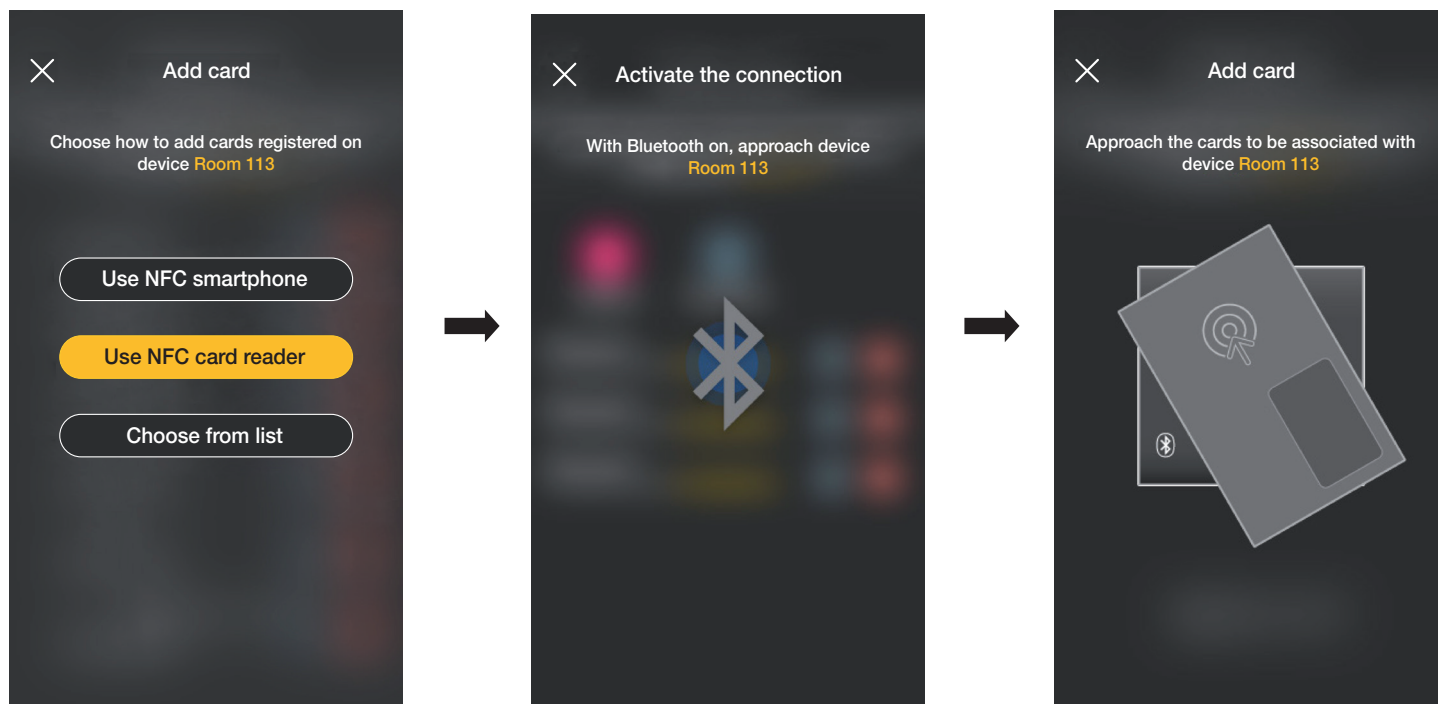 Add card
Choose how to add cards registered on
device Room 113
Use NFC smartphone
Use NFC card reader
Choose from list
Activate the connection
With Bluetooth on, approach device
Room 113
Add card
Approach the cards to be associated with
device Room 113